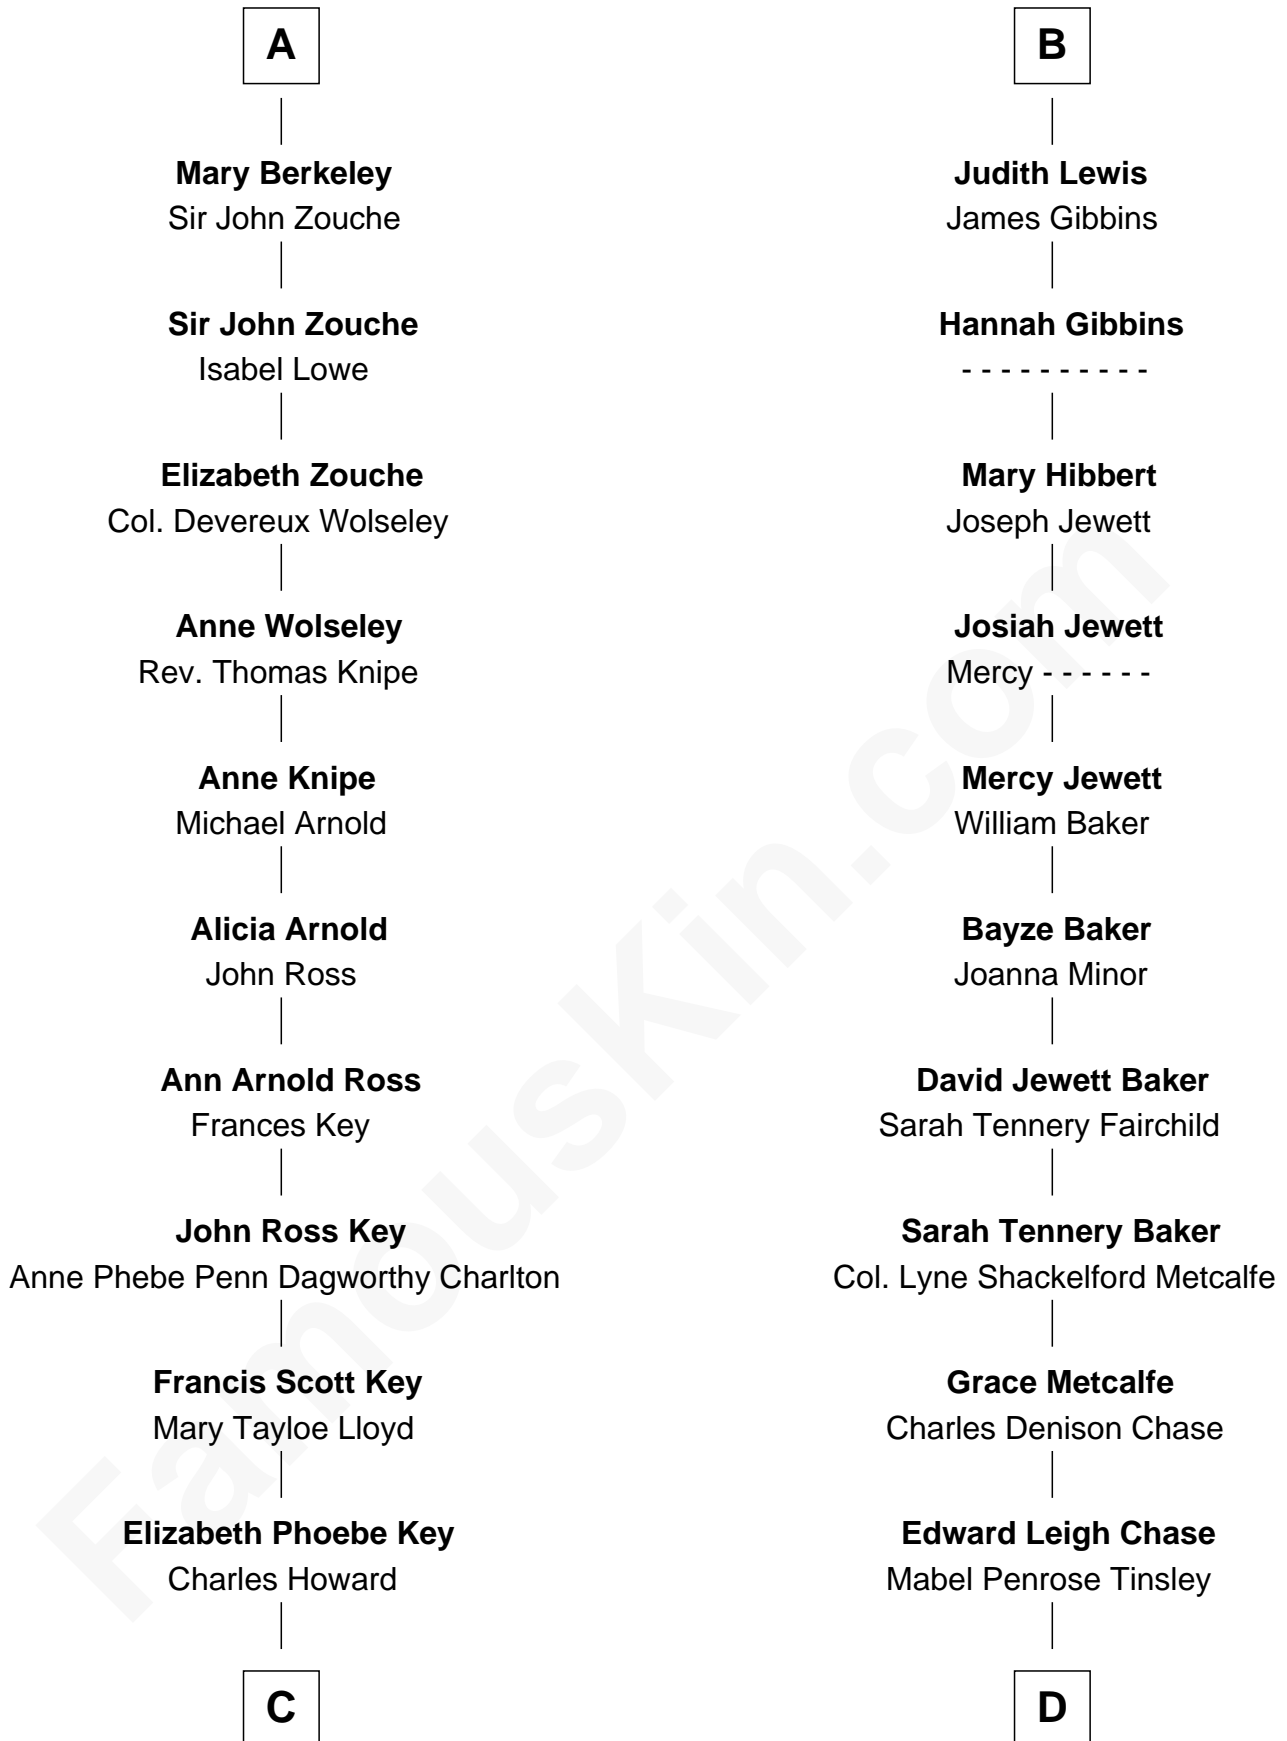 A
Mary Berkeley
Sir John Zouche
Sir John Zouche
Isabel Lowe
Elizabeth Zouche
Col. Devereux Wolseley
Anne Wolseley
Rev. Thomas Knipe
Anne Knipe
Michael Arnold
Alicia Arnold
John Ross
Ann Arnold Ross
Frances Key
John Ross Key
Anne Phebe Penn Dagworthy Charlton
Francis Scott Key
Mary Tayloe Lloyd
Elizabeth Phoebe Key
Charles Howard
C
B
Judith Lewis
James Gibbins
Hannah Gibbins
- - - - - - - - - -
Mary Hibbert
Joseph Jewett
Josiah Jewett
Mercy - - - - - -
Mercy Jewett
William Baker
Bayze Baker
Joanna Minor
David Jewett Baker
Sarah Tennery Fairchild
Sarah Tennery Baker
Col. Lyne Shackelford Metcalfe
Grace Metcalfe
Charles Denison Chase
Edward Leigh Chase
Mabel Penrose Tinsley
D
FamousKin.com